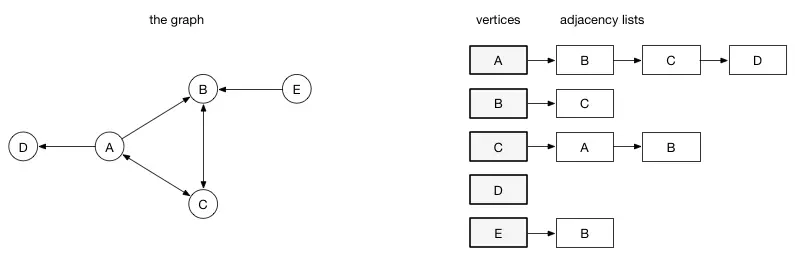 the graph
vertices adjacency lists
A B C D
B C
C A B
D
E B
B
E
D
A
C